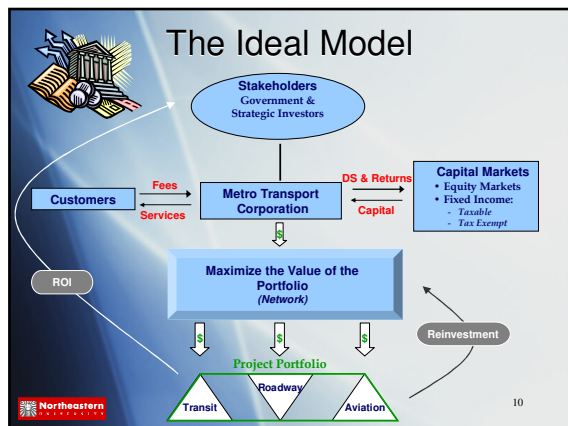 The Ideal Model
Stakeholders
Government &
Strategic Investors
Customers
Fees
Services
Metro Transport
Corporation
DS & Returns
Capital
Capital Markets
• Equity Markets
• Fixed Income:
- Taxable
- Tax Exempt
$
Maximize the Value of the
Portfolio
(Network)
ROI
Reinvestment
$ $ $
Project Portfolio
Transit
Roadway
Aviation
Northeastern
UNIVERSITY
10